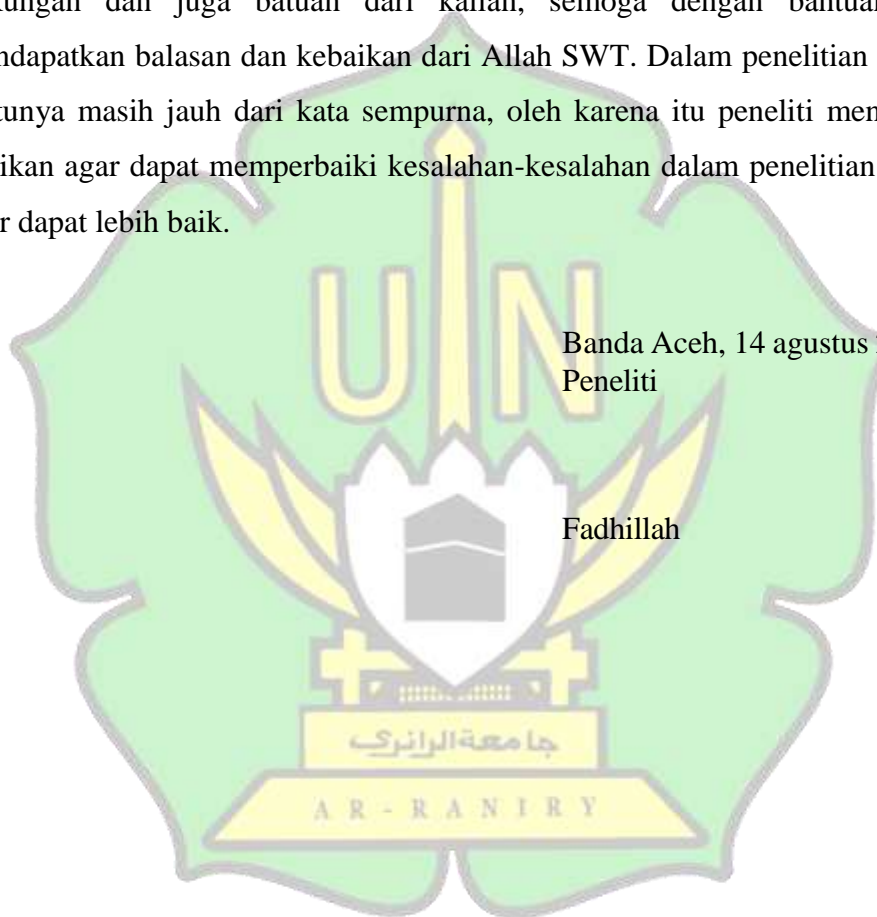 ungan dan juga batuan dari kalian, semoga dengan bantuan
ndapatkan balasan dan kebaikan dari Allah SWT. Dalam penelitian
tunya masih jauh dari kata sempurna, oleh karena itu peneliti men
ikan agar dapat memperbaiki kesalahan-kesalahan dalam penelitian
r dapat lebih baik.
UIN
Banda Aceh, 14 agustus
Peneliti
Fadhillah
جامعة الرانري
AR-RANIRY